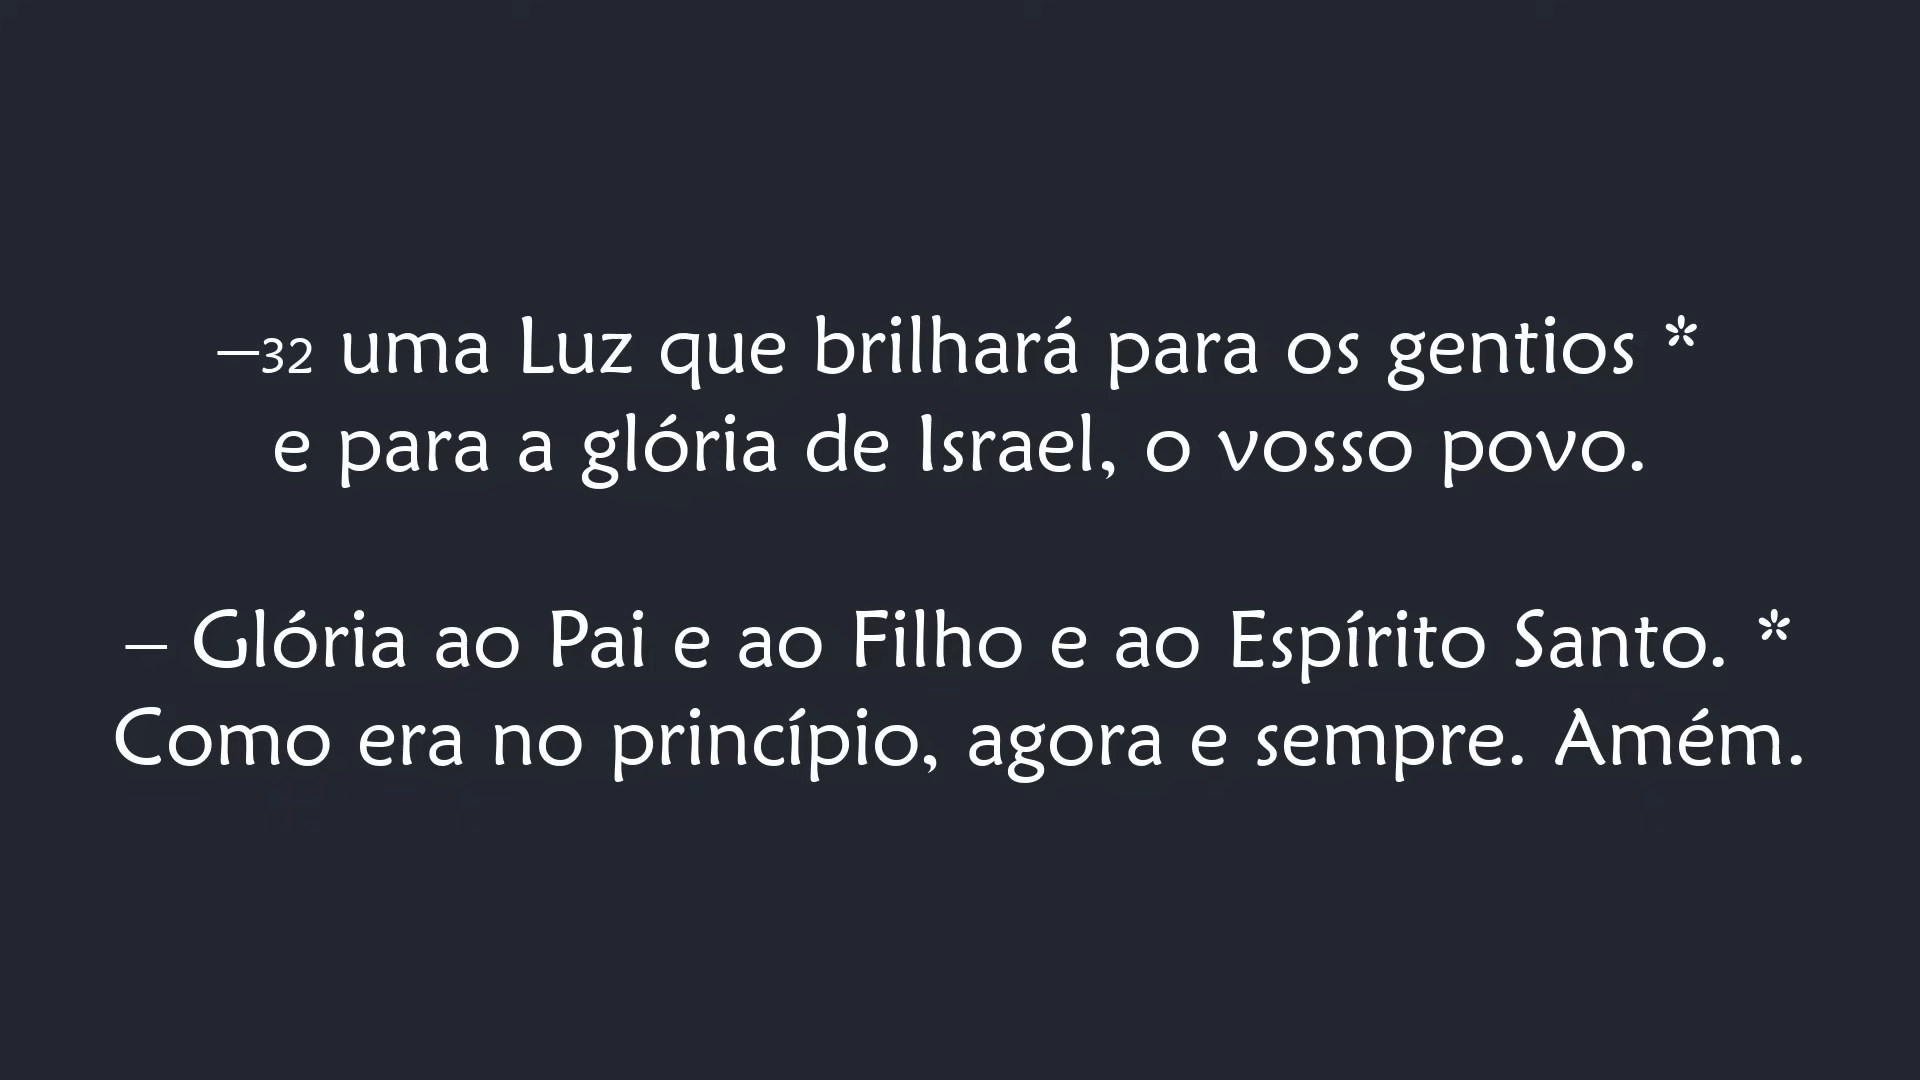 –32 uma Luz que brilhará para os gentios *
e para a glória de Israel, o vosso povo.
– Glória ao Pai e ao Filho e ao Espírito Santo. *
Como era no princípio, agora e sempre. Amém.